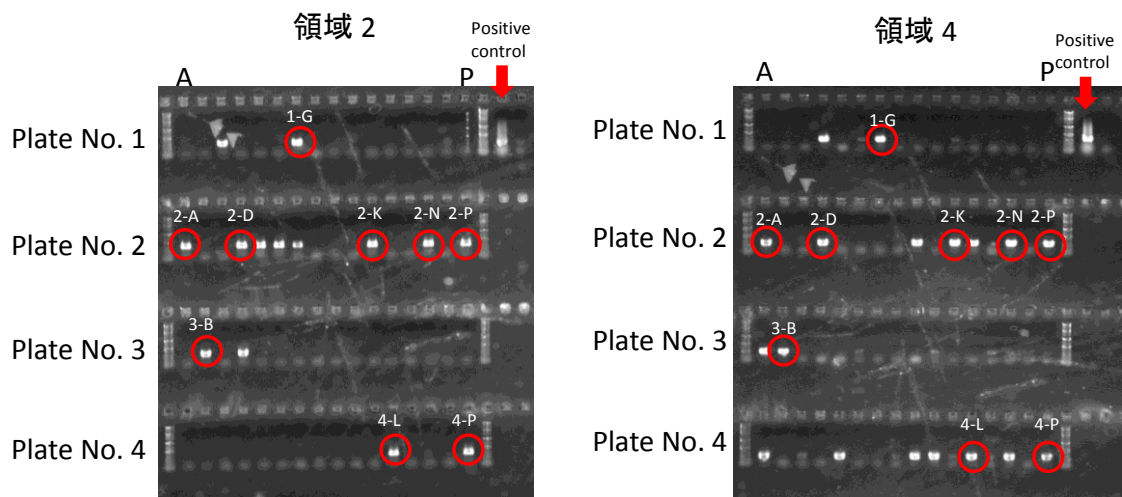 領域 2
Positive
control
A
P
Plate No. 1
1-G
Plate No. 2
2-A
2-D
2-K
2-N
2-P
Plate No. 3
3-B
Plate No. 4
4-L
4-P
領域 4
Positive
control
A
P
Plate No. 1
1-G
Plate No. 2
2-A
2-D
2-K
2-N
2-P
Plate No. 3
3-B
Plate No. 4
4-L
4-P